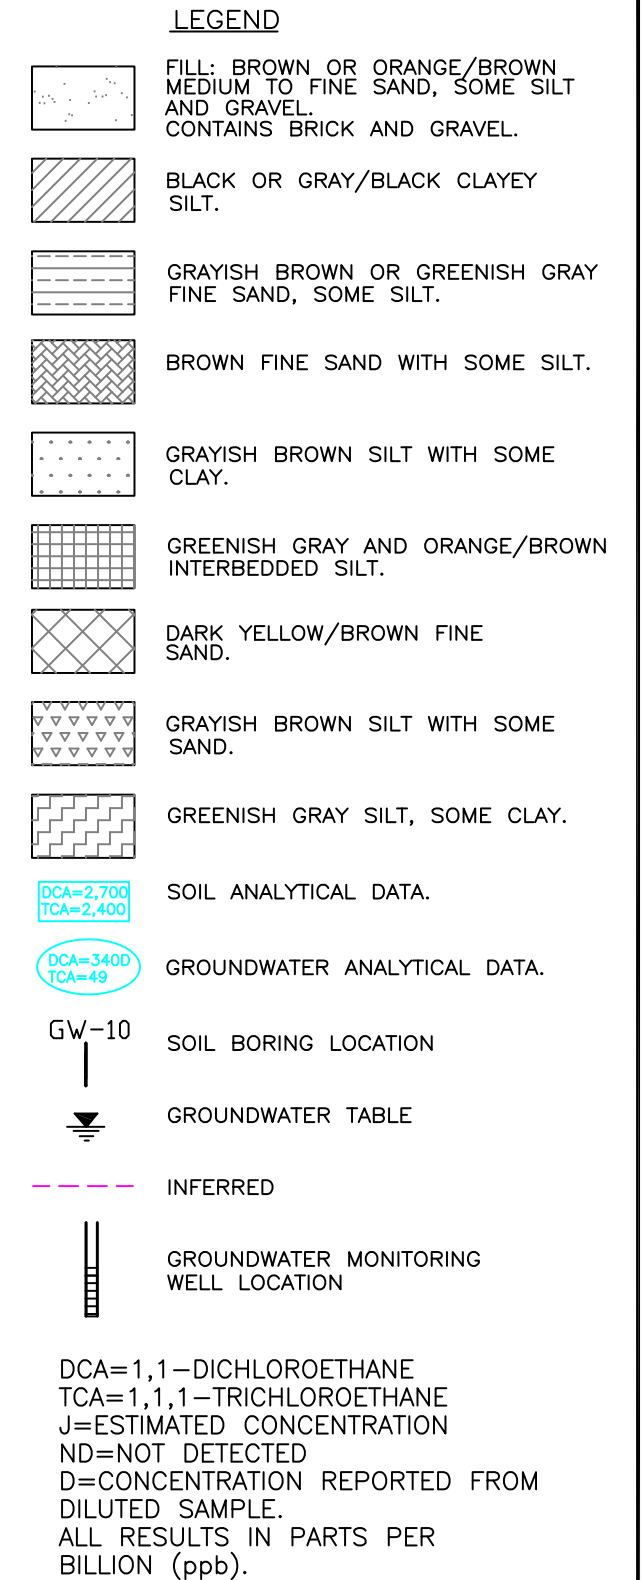 LEGEND
FILL: BROWN OR ORANGE/BROWN
MEDIUM TO FINE SAND, SOME SILT
AND GRAVEL.
CONTAINS BRICK AND GRAVEL.
BLACK OR GRAY/BLACK CLAYEY
SILT.
GRAYISH BROWN OR GREENISH GRAY
FINE SAND, SOME SILT.
BROWN FINE SAND WITH SOME SILT.
GRAYISH BROWN SILT WITH SOME
CLAY.
GREENISH GRAY AND ORANGE/BROWN
INTERBEDDED SILT.
DARK YELLOW/BROWN FINE
SAND.
GRAYISH BROWN SILT WITH SOME
SAND.
GREENISH GRAY SILT, SOME CLAY.
DCA=2,700
TCA=2,400
SOIL ANALYTICAL DATA.
DCA=340D
TCA=49
GROUNDWATER ANALYTICAL DATA.
GW-10
SOIL BORING LOCATION
GROUNDWATER TABLE
INFERRED
GROUNDWATER MONITORING
WELL LOCATION
DCA=1,1-DICHLOROETHANE
TCA=1,1,1-TRICHLOROETHANE
J=ESTIMATED CONCENTRATION
ND=NOT DETECTED
D=CONCENTRATION REPORTED FROM
DILUTED SAMPLE.
ALL RESULTS IN PARTS PER
BILLION (ppb).